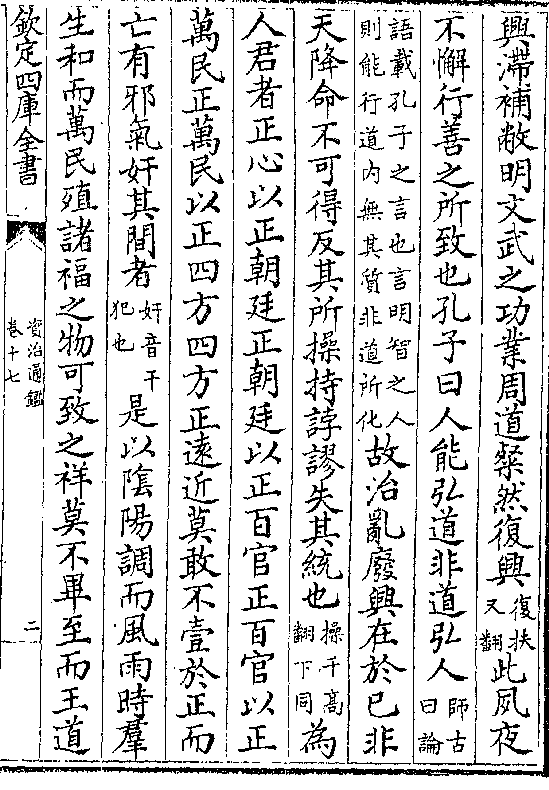 興滯補敝明文武之功業周道粲然復興復扶又翻此夙夜
不懈行善之所致也孔子曰人能弘道非道弘人師古曰論
語載孔子之言也言明智之人則能行道内無其質非道所化故治亂廢興在於己非
天降命不可得反其所操持誖謬失其統也操千高翻下同為
人君者正心以正朝廷正朝廷以正百官正百官以正
萬民正萬民以正四方四方正遠近莫敢不壹於正而
亡有邪氣奸其間者奸音干犯也是以陰陽調而風雨時羣
生和而萬民殖諸福之物可致之祥莫不畢至而王道
欽定四庫全書
資治通鑑
卷十七
二